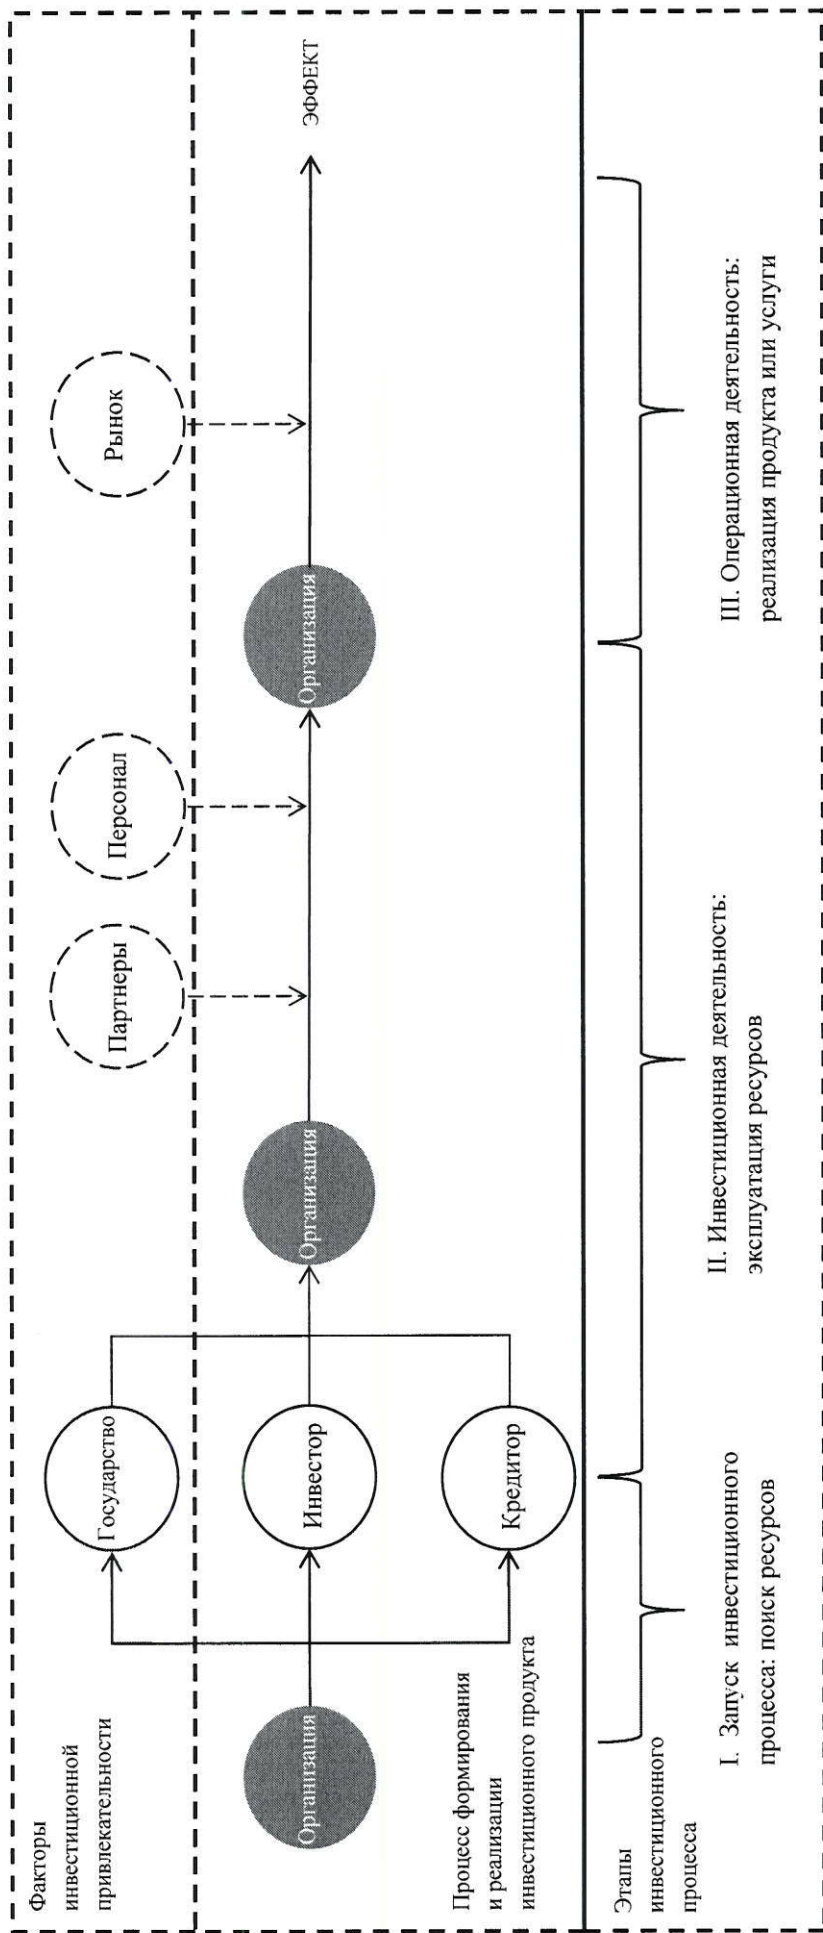 Факторы
инвестиционной
привлекательности
Государство
Партнеры
Персонал
Рынок
Организация
Инвестор
Организация
Организация
ЭФФЕКТ
Кредитор
Процесс формирования
и реализации
инвестиционного продукта
Этапы
инвестиционного
процесса
I. Запуск инвестиционного
процесса: поиск ресурсов
II. Инвестиционная деятельность:
эксплуатация ресурсов
III. Операционная деятельность:
реализация продукта или услуги